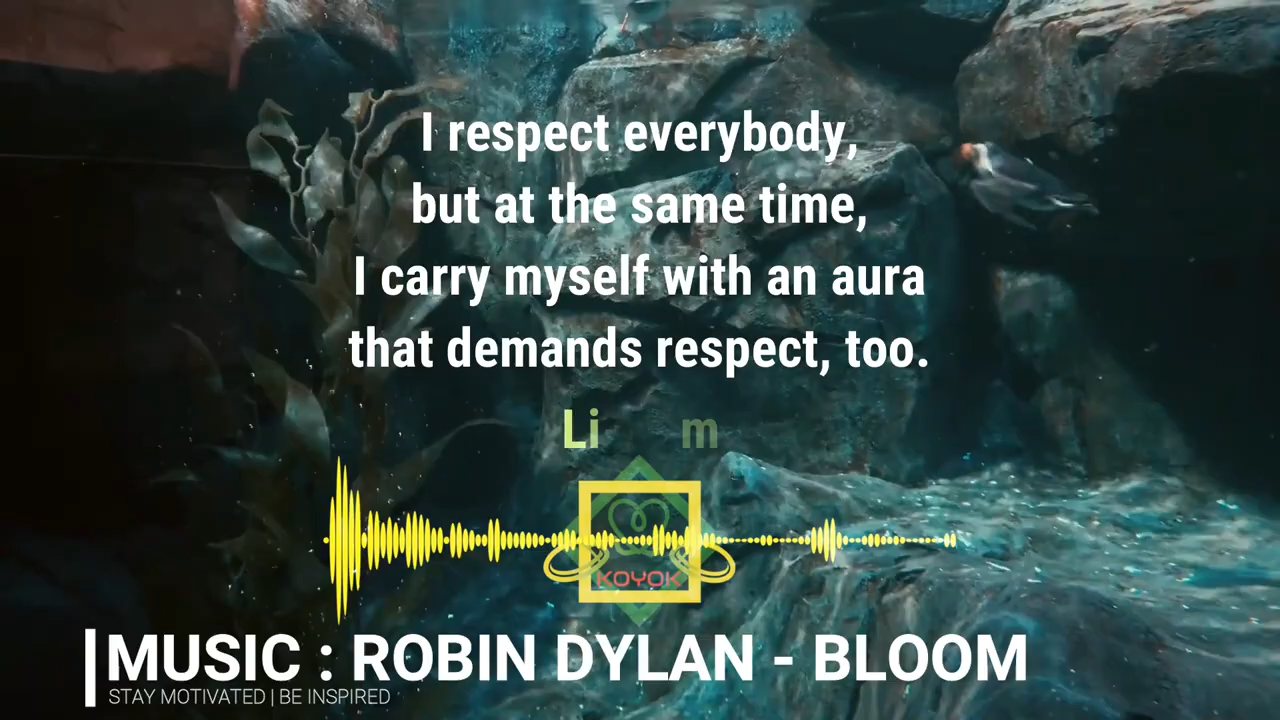 I respect everybody,
but at the same time,
I carry myself with an aura
that demands respect, too.
KOYOK
MUSIC : ROBIN DYLAN - BLOOM
STAY MOTIVATED | BE INSPIRED